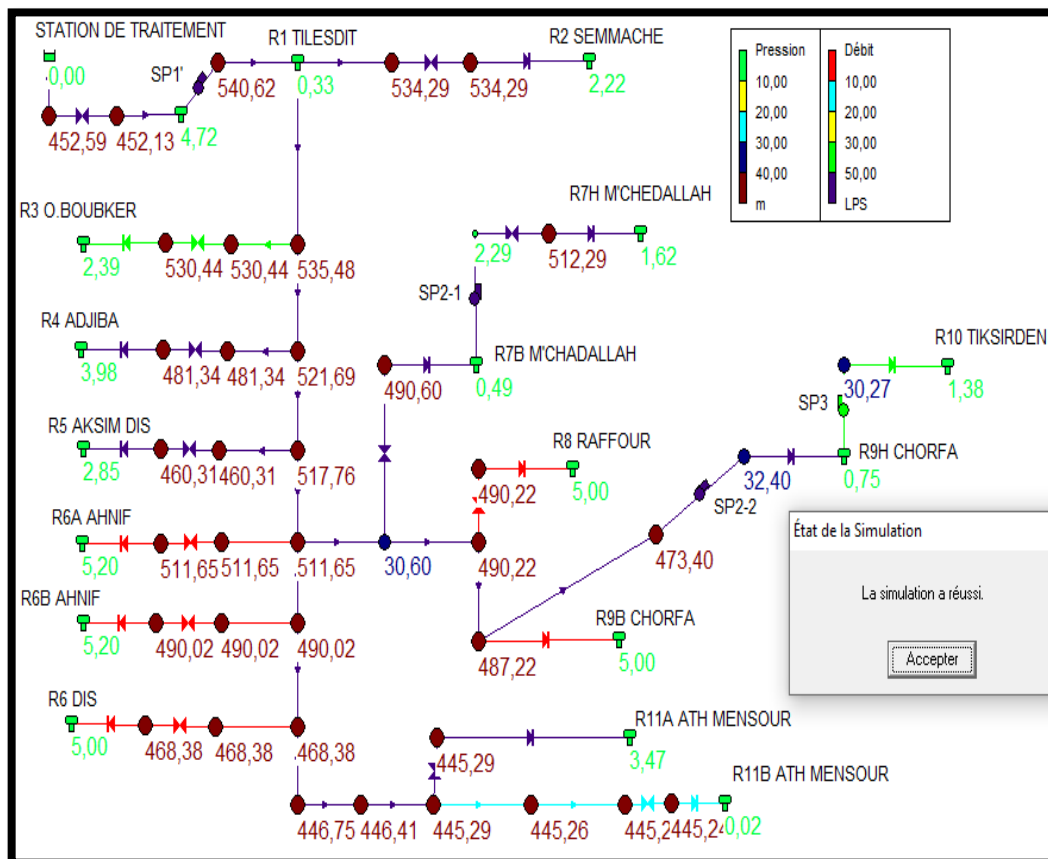 STATION DE TRAITEMENT
R1 TILESDIT
R2 SEMMACHE
SP1'
0,00
540,62
0,33
534,29
534,29
2,22
452,59
452,13
4,72
Pression
10,00
20,00
30,00
40,00
m
Débit
10,00
20,00
30,00
50,00
LPS
R3 O.BOUBKER
2,39
530,44
530,44
535,48
R7H M'CHEDALLAH
2,29
512,29
1,62
SP2-1
R4 ADJIBA
3,98
481,34
481,34
521,69
R7B M'CHADALLAH
490,60
0,49
R10 TIKSIRDEN
30,27
1,38
SP3
R5 AKSIM DIS
2,85
460,31
460,31
517,76
R8 RAFFOUR
490,22
5,00
R9H CHORFA
32,40
0,75
SP2-2
R6A AHNIF
5,20
511,65
511,65
511,65
30,60
490,22
473,40
État de la Simulation
La simulation a réussi.
Accepter
R6B AHNIF
5,20
490,02
490,02
490,02
R9B CHORFA
487,22
5,00
R6 DIS
5,00
468,38
468,38
468,38
R11A ATH MENSOUR
445,29
3,47
R11B ATH MENSOUR
446,75
446,41
445,29
445,26
445,2
445,24
0,02